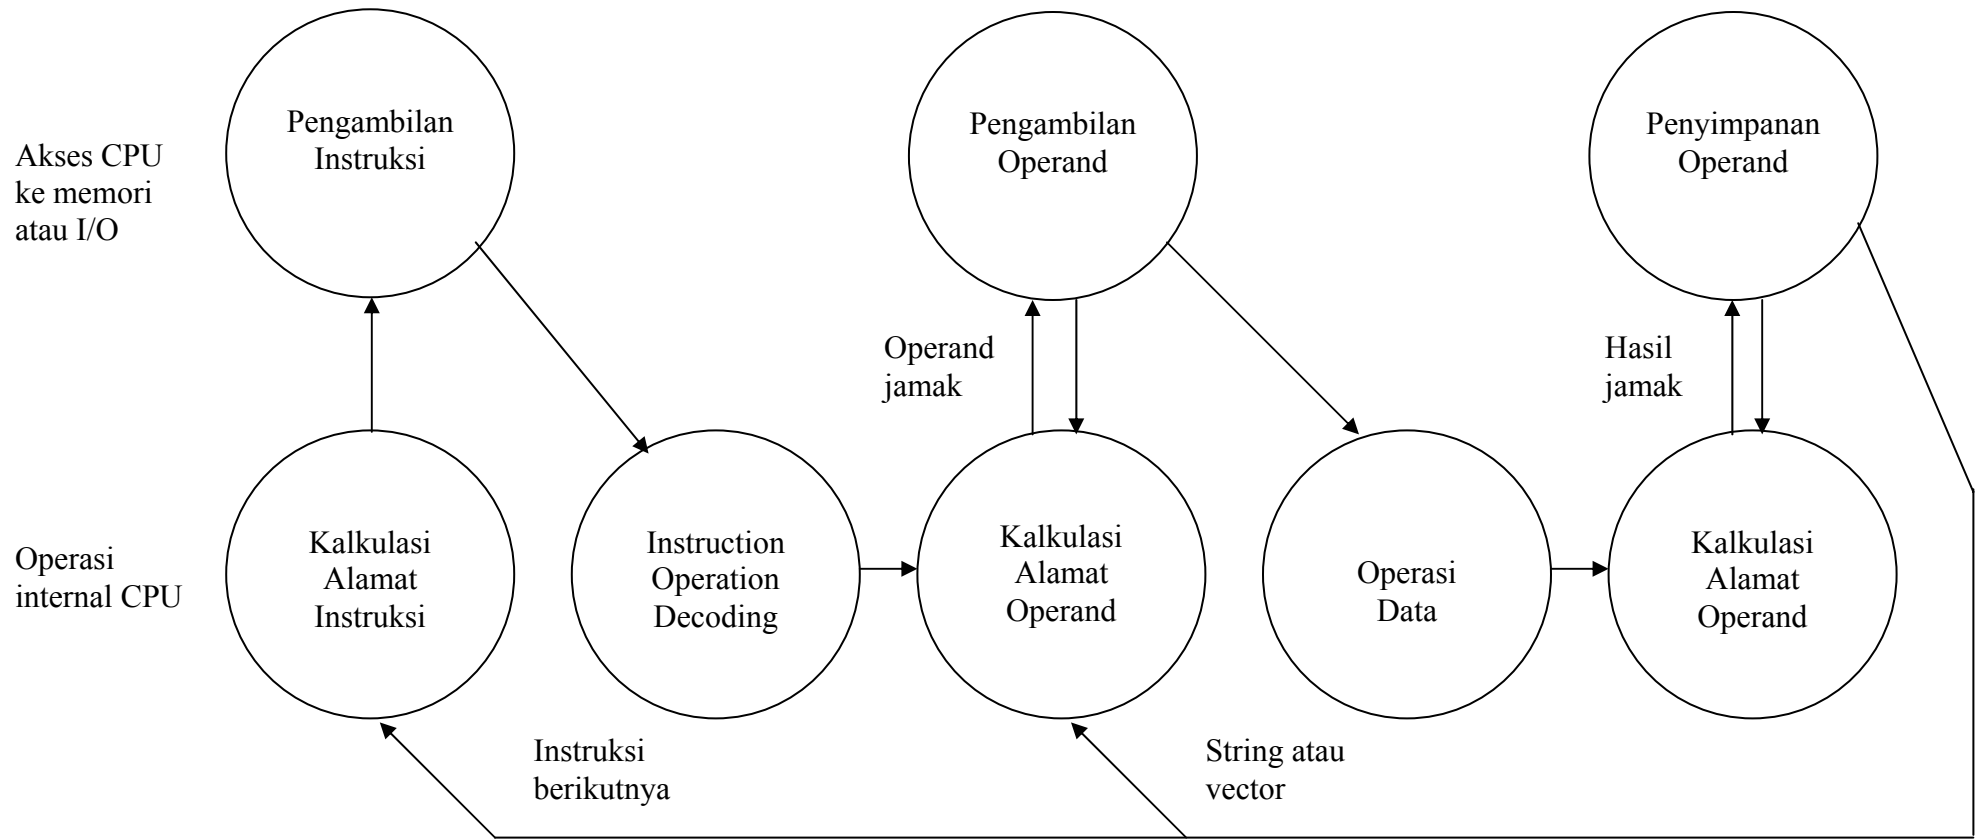 Pengambilan
Instruksi
Pengambilan
Operand
Penyimpanan
Operand
Akses CPU
ke memori
atau I/O
Operand
jamak
Hasil
jamak
Operasi
internal CPU
Kalkulasi
Alamat
Instruksi
Instruction
Operation
Decoding
Kalkulasi
Alamat
Operand
Operasi
Data
Kalkulasi
Alamat
Operand
Instruksi
berikutnya
String atau
vector